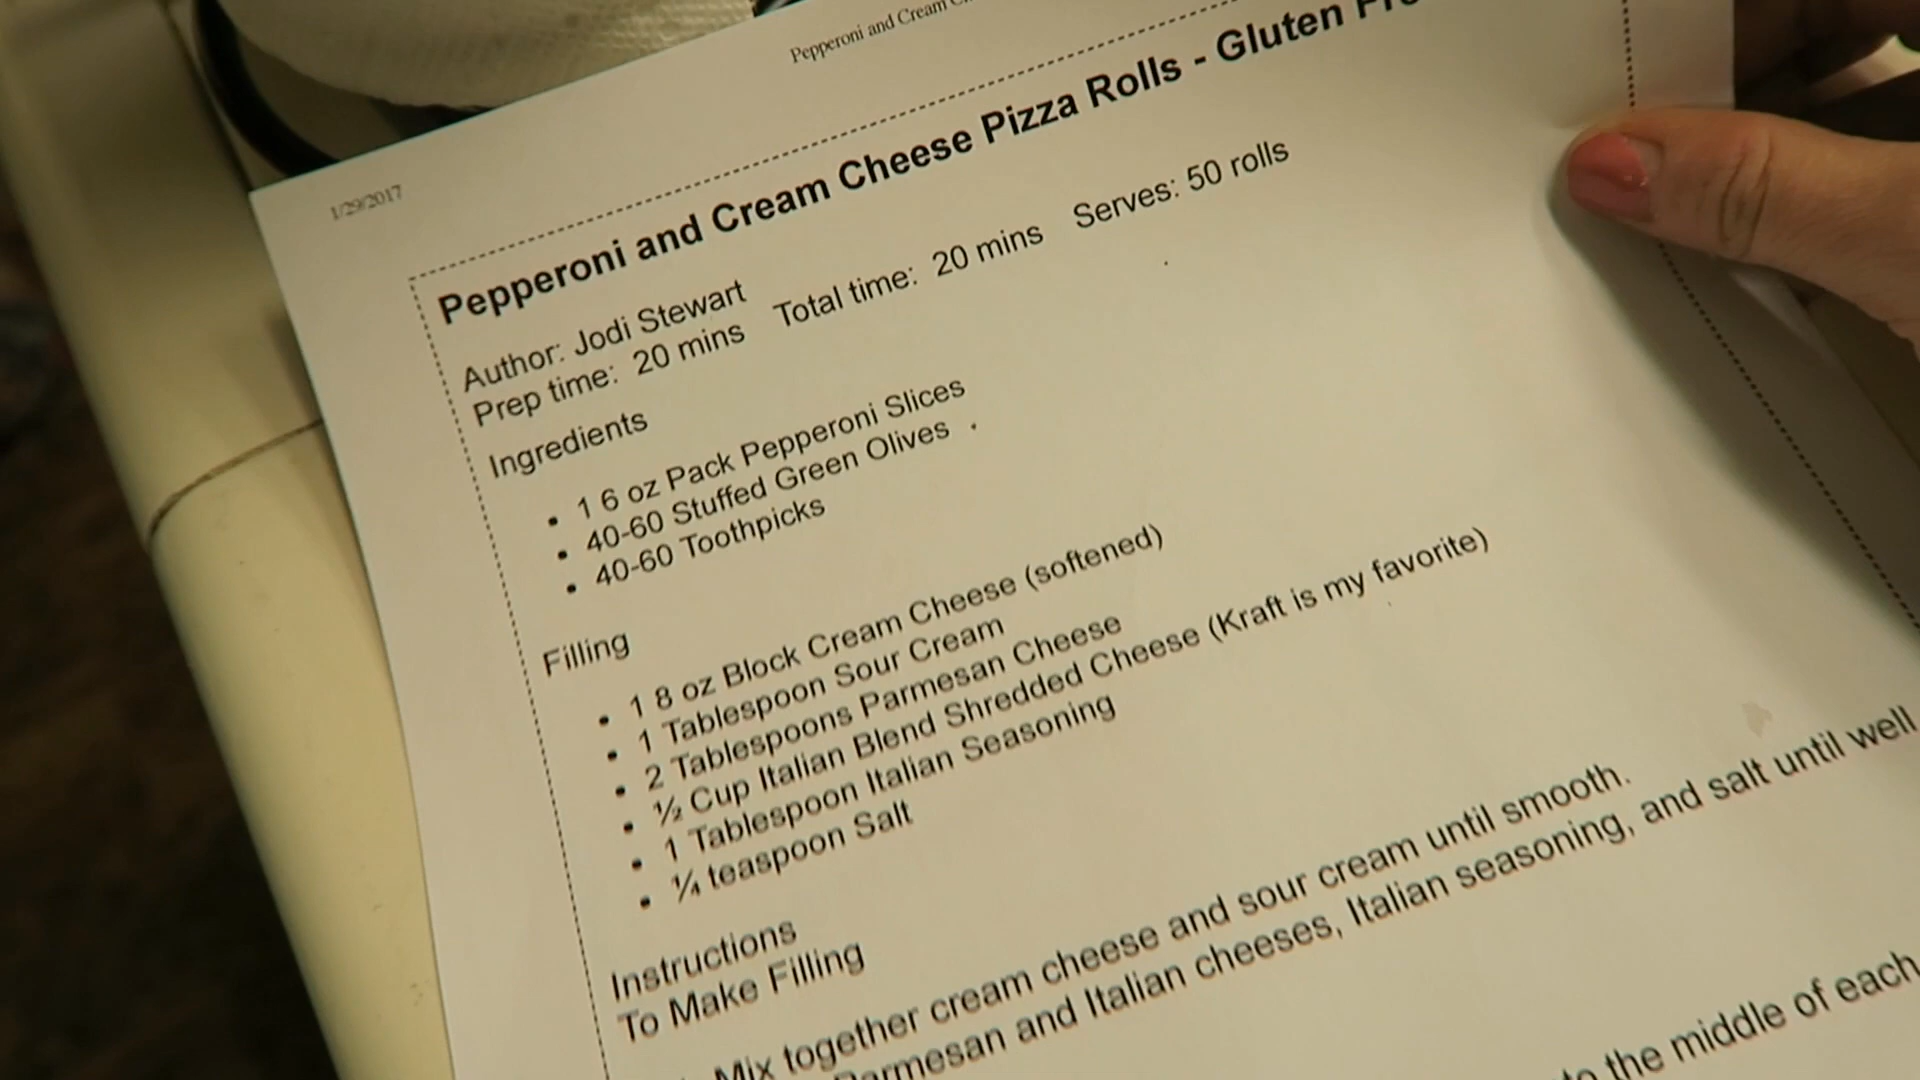 Pepperoni and Cream
1/29/2017
Pepperoni and Cream Cheese Pizza Rolls - Gluten
Author: Jodi Stewart
Prep time: 20 mins Total time: 20 mins Serves: 50 rolls
Ingredients
• 1 6 oz Pack Pepperoni Slices
• 40-60 Stuffed Green Olives
• 40-60 Toothpicks
Filling
• 1 8 oz Block Cream Cheese (softened)
• 1 Tablespoon Sour Cream
• 2 Tablespoons Parmesan Cheese
• ½ Cup Italian Blend Shredded Cheese (Kraft is my favorite)
• 1 Tablespoon Italian Seasoning
• ¼ teaspoon Salt
Instructions
To Make Filling
Mix together cream cheese and sour cream until smooth.
Parmesan and Italian cheeses, Italian seasoning, and salt until well
to the middle of each